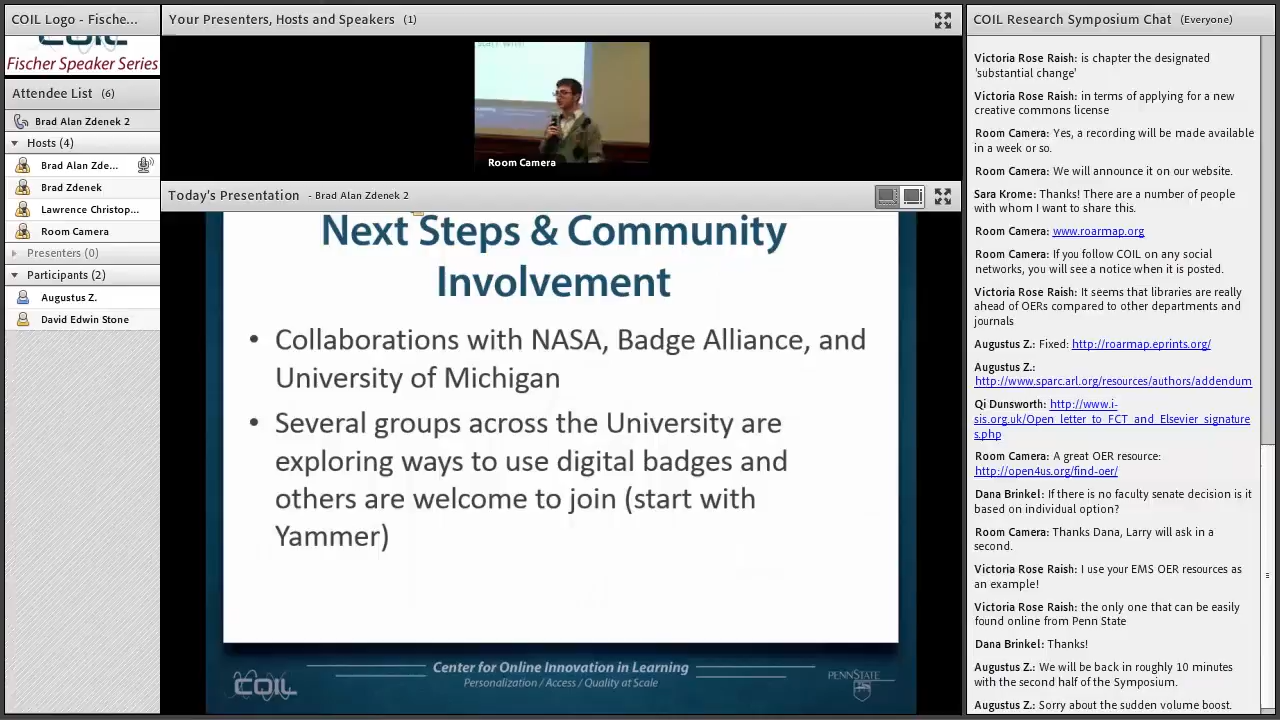 COIL Logo - Fische...
COIL
Fischer Speaker Series
Attendee List (6)
Brad Alan Zdenek 2
Hosts (4)
Brad Alan Zde...
Brad Zdenek
Lawrence Christop...
Room Camera
Presenters (0)
Participants (2)
Augustus Z.
David Edwin Stone
Your Presenters, Hosts and Speakers (1)
Room Camera
Today's Presentation - Brad Alan Zdenek 2
Next Steps & Community
Involvement
• Collaborations with NASA, Badge Alliance, and
University of Michigan
• Several groups across the University are
exploring ways to use digital badges and
others are welcome to join (start with
Yammer)
COIL
Center for Online Innovation in Learning
Personalization / Access / Quality at Scale
PENNSTATE
COIL Research Symposium Chat (Everyone)
Victoria Rose Raish: is chapter the designated
'substantial change'
Victoria Rose Raish: in terms of applying for a new
creative commons license
Room Camera: Yes, a recording will be made available
in a week or so.
Room Camera: We will announce it on our website.
Sara Krome: Thanks! There are a number of people
with whom I want to share this.
Room Camera: www.roarmap.org
Room Camera: If you follow COIL on any social
networks, you will see a notice when it is posted.
Victoria Rose Raish: It seems that libraries are really
ahead of OERs compared to other departments and
journals
Augustus Z.: Fixed: http://roarmap.eprints.org/
Augustus Z.:
http://www.sparc.arl.org/resources/authors/addendum
Qi Dunsworth: http://www.i-
sis.org.uk/Open_letter_to_FCT_and_Elsevier_signature
s.php
Room Camera: A great OER resource:
http://open4us.org/find-oer/
Dana Brinkel: If there is no faculty senate decision is it
based on individual option?
Room Camera: Thanks Dana, Larry will ask in a
second.
Victoria Rose Raish: I use your EMS OER resources as
an example!
Victoria Rose Raish: the only one that can be easily
found online from Penn State
Dana Brinkel: Thanks!
Augustus Z.: We will be back in roughly 10 minutes
with the second half of the Symposium.
Augustus Z.: Sorry about the sudden volume boost.